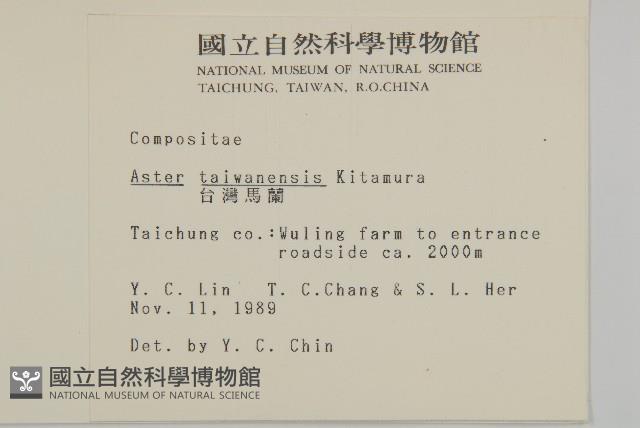 國立自然科學博物館
NATIONAL MUSEUM OF NATURAL SCIENCE
TAICHUNG, TAIWAN, R.O.CHINA
Compositae
Aster taiwanensis Kitamura
台灣馬蘭
Taichung co.:Wuling farm to entrance
roadside ca. 2000m
Y. C. Lin T. C.Chang & S. L. Her
Nov. 11, 1989
Det. by Y. C. Chin
國立自然科學博物館
NATIONAL MUSEUM OF NATURAL SCIENCE